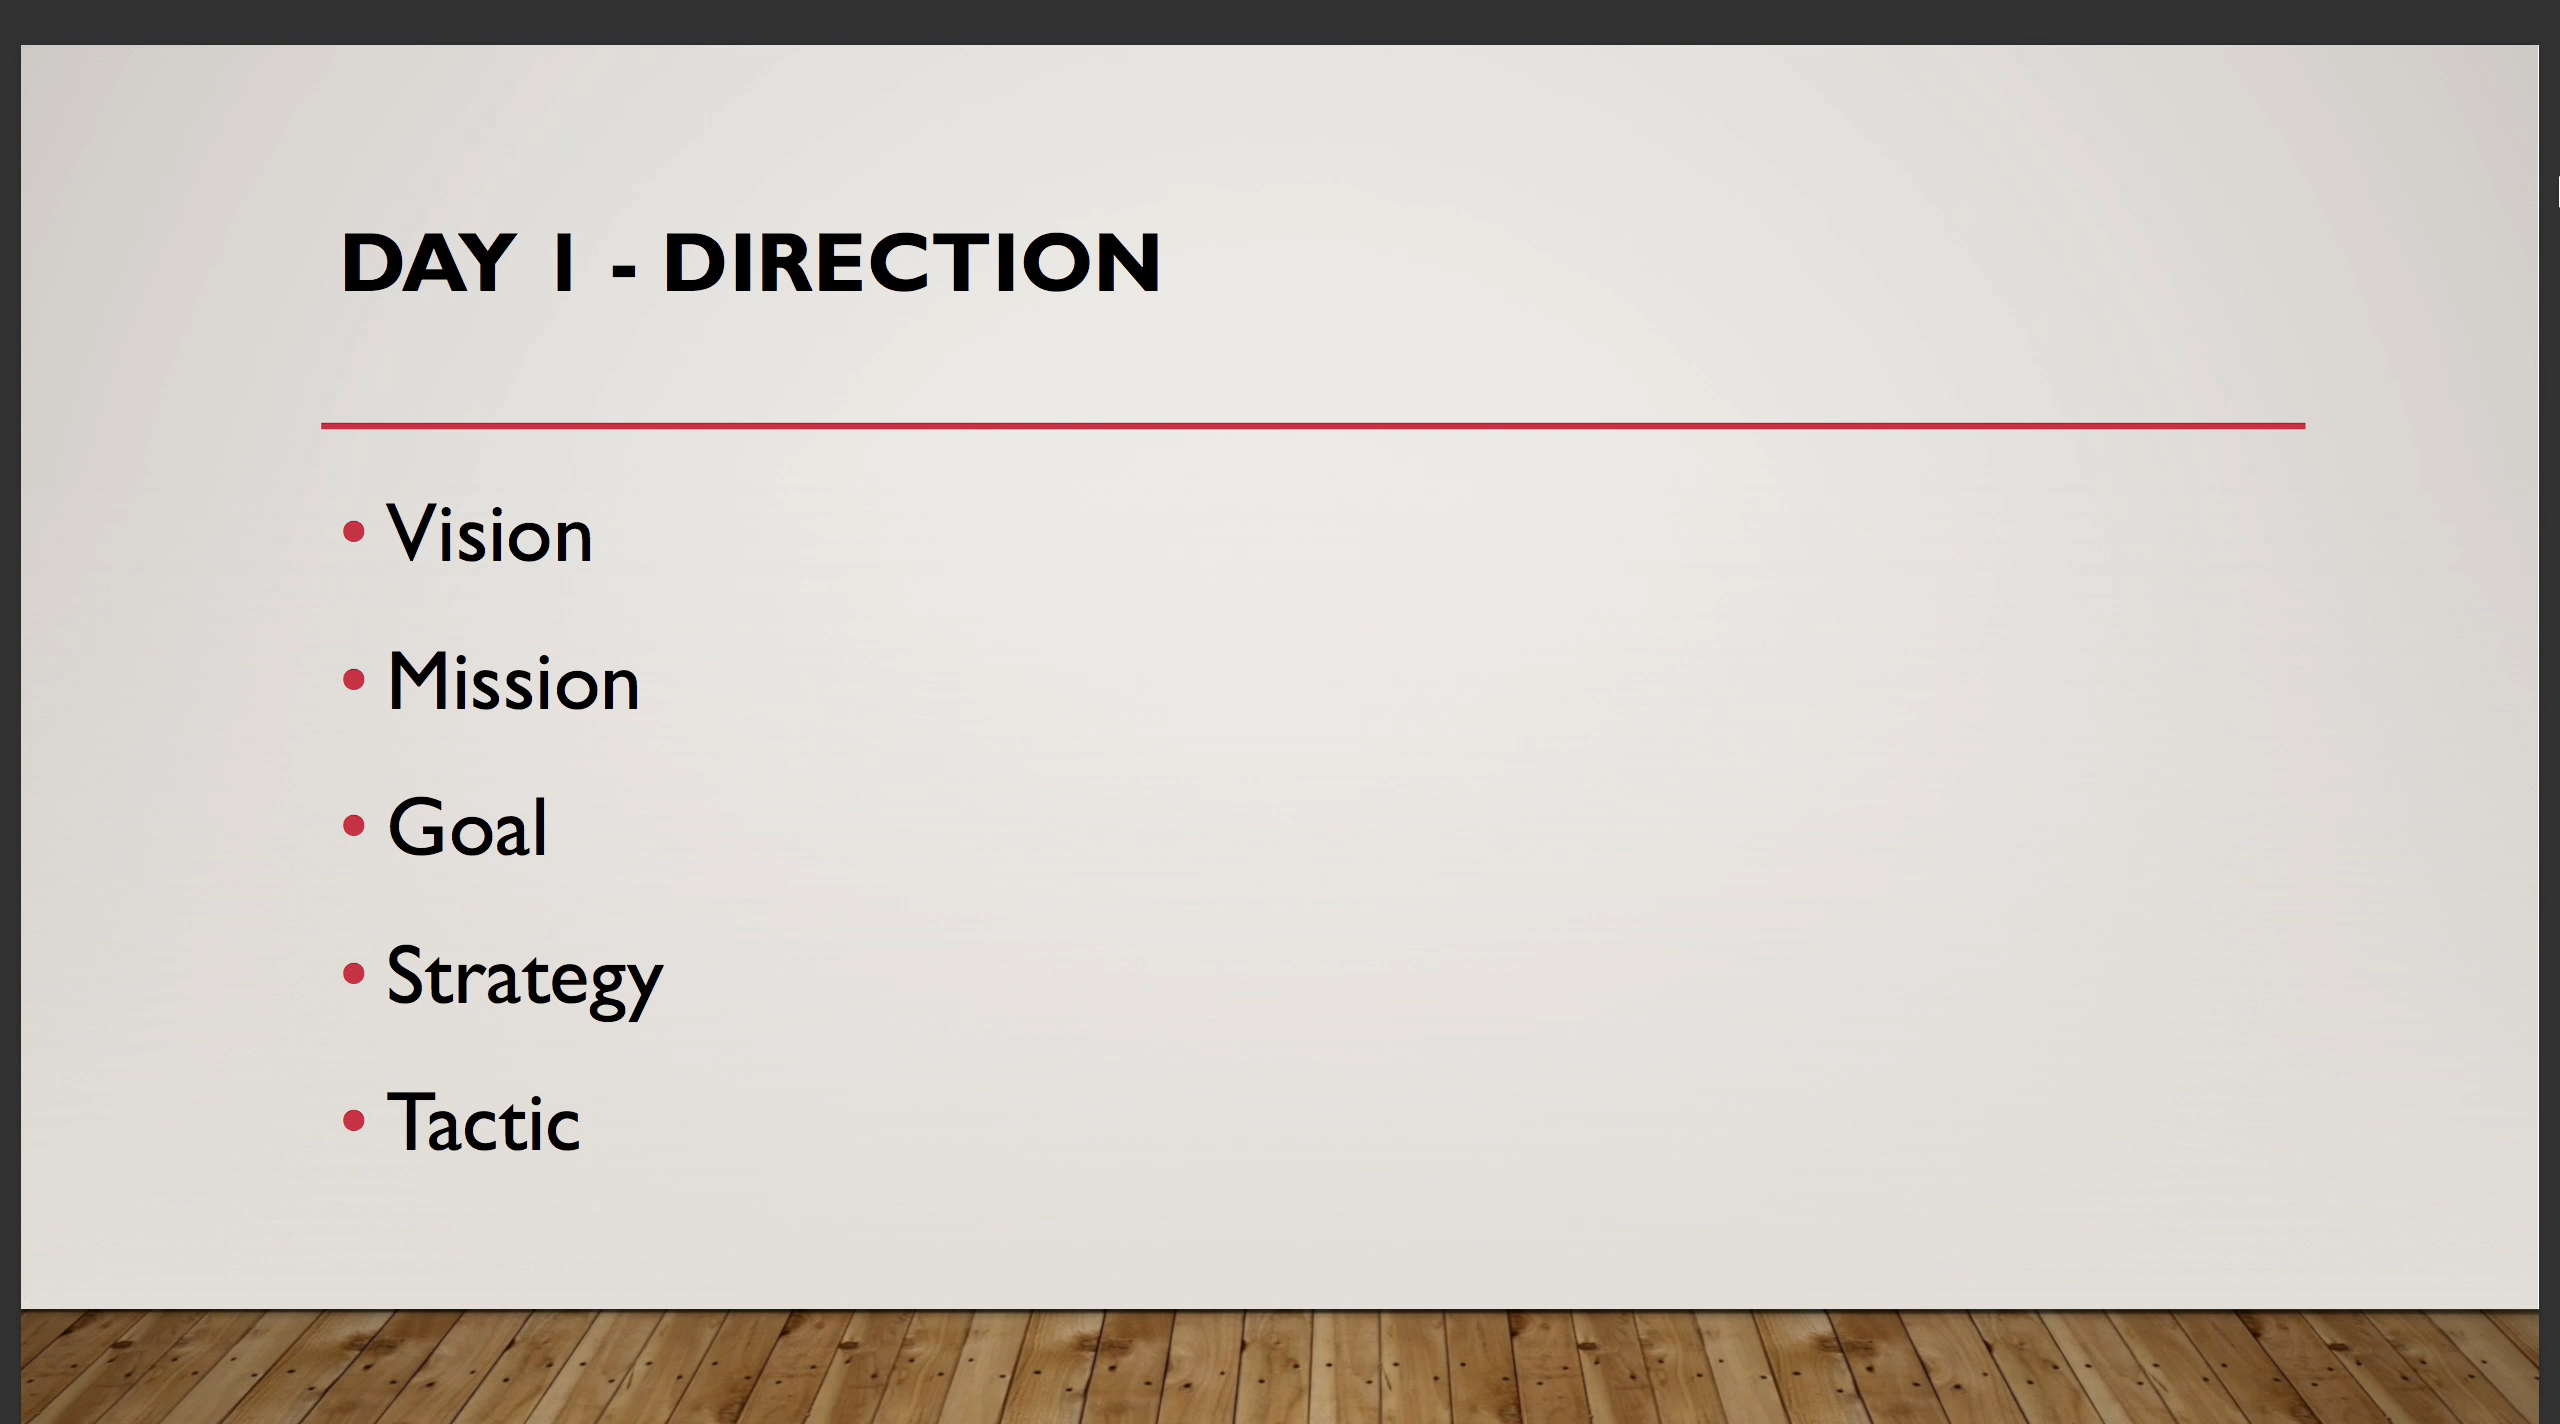 DAY 1 - DIRECTION
• Vision
• Mission
• Goal
• Strategy
• Tactic